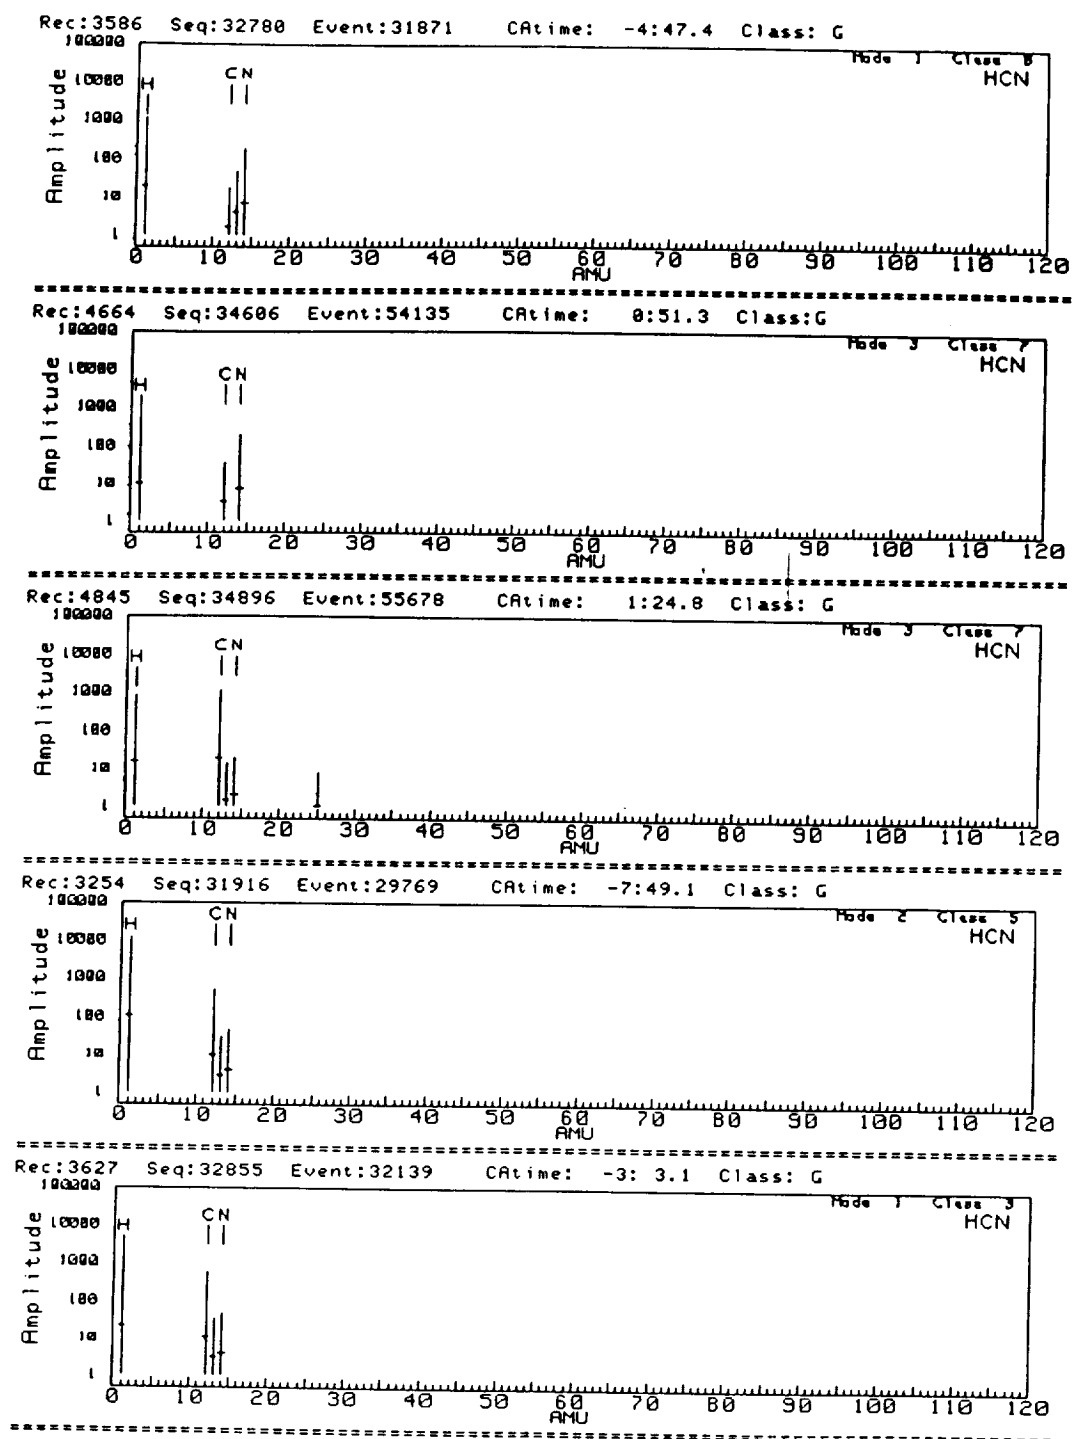 Rec:3586 Seq:32780 Event:31871 CAtime: -4:47.4 Class: G
100000
Mode 1 Class
HCN
10000
H
C N
1000
100
10
1
Amplitude
0 10 20 30 40 50 60 70 80 90 100 110 120
AMU
Rec:4664 Seq:34606 Event:54135 CAtime: 0:51.3 Class:G
100000
Mode 3 Class 7
HCN
10000
H
C N
1000
100
10
1
Amplitude
0 10 20 30 40 50 60 70 80 90 100 110 120
AMU
Rec:4845 Seq:34896 Event:55678 CAtime: 1:24.8 Class: G
100000
Mode 3 Class 7
HCN
10000
H
C N
1000
100
10
1
Amplitude
0 10 20 30 40 50 60 70 80 90 100 110 120
AMU
Rec:3254 Seq:31916 Event:29769 CAtime: -7:49.1 Class: G
100000
Mode 2 Class 5
HCN
10000
H
C N
1000
100
10
1
Amplitude
0 10 20 30 40 50 60 70 80 90 100 110 120
AMU
Rec:3627 Seq:32855 Event:32139 CAtime: -3: 3.1 Class: G
100000
Mode 1 Class 3
HCN
10000
H
C N
1000
100
10
1
Amplitude
0 10 20 30 40 50 60 70 80 90 100 110 120
AMU